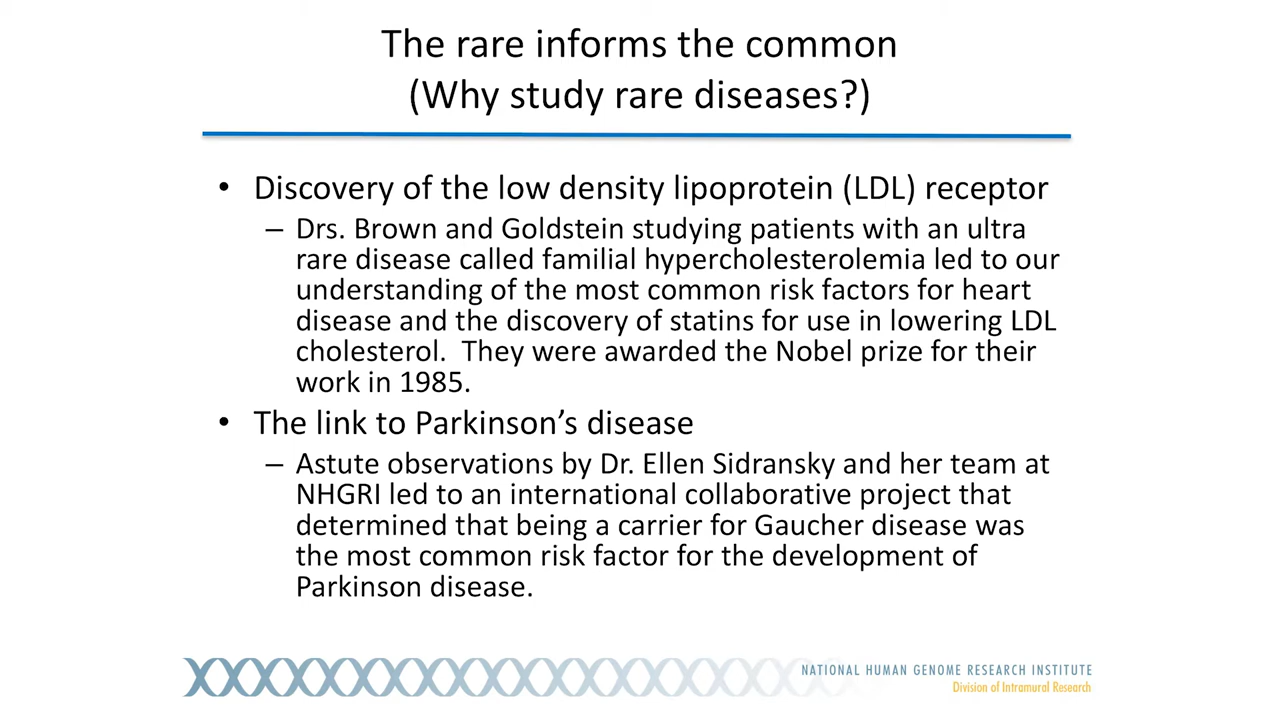 The rare informs the common
(Why study rare diseases?)
• Discovery of the low density lipoprotein (LDL) receptor
– Drs. Brown and Goldstein studying patients with an ultra
rare disease called familial hypercholesterolemia led to our
understanding of the most common risk factors for heart
disease and the discovery of statins for use in lowering LDL
cholesterol.  They were awarded the Nobel prize for their
work in 1985.
• The link to Parkinson’s disease
– Astute observations by Dr. Ellen Sidransky and her team at
NHGRI led to an international collaborative project that
determined that being a carrier for Gaucher disease was
the most common risk factor for the development of
Parkinson disease.
NATIONAL HUMAN GENOME RESEARCH INSTITUTE
Division of Intramural Research